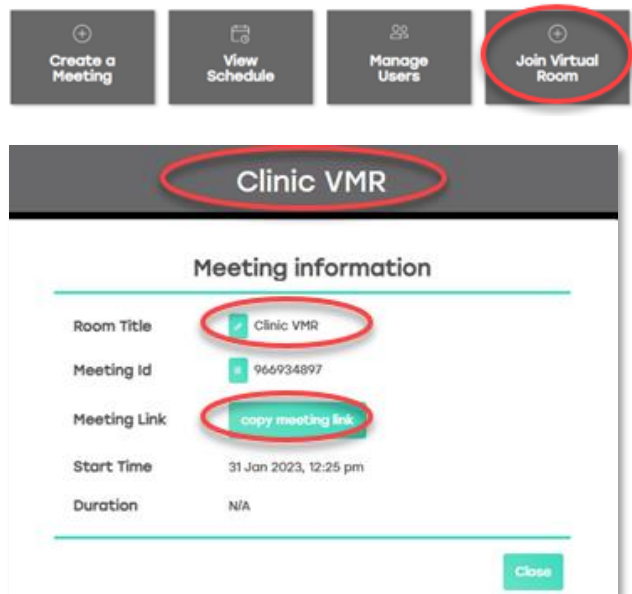 Create a
Meeting
View
Schedule
Manage
Users
Join Virtual
Room
Clinic VMR
Meeting information
Room Title
Clinic VMR
Meeting Id
966934897
Meeting Link
copy meeting link
Start Time
31 Jan 2023, 12:25 pm
Duration
N/A
Close